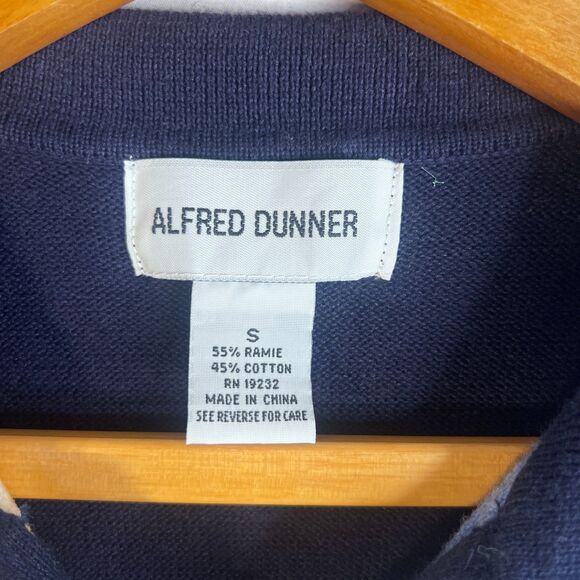 ALFRED DUNNER
S
55% RAMIE
45% COTTON
RN 19232
MADE IN CHINA
SEE REVERSE FOR CARE